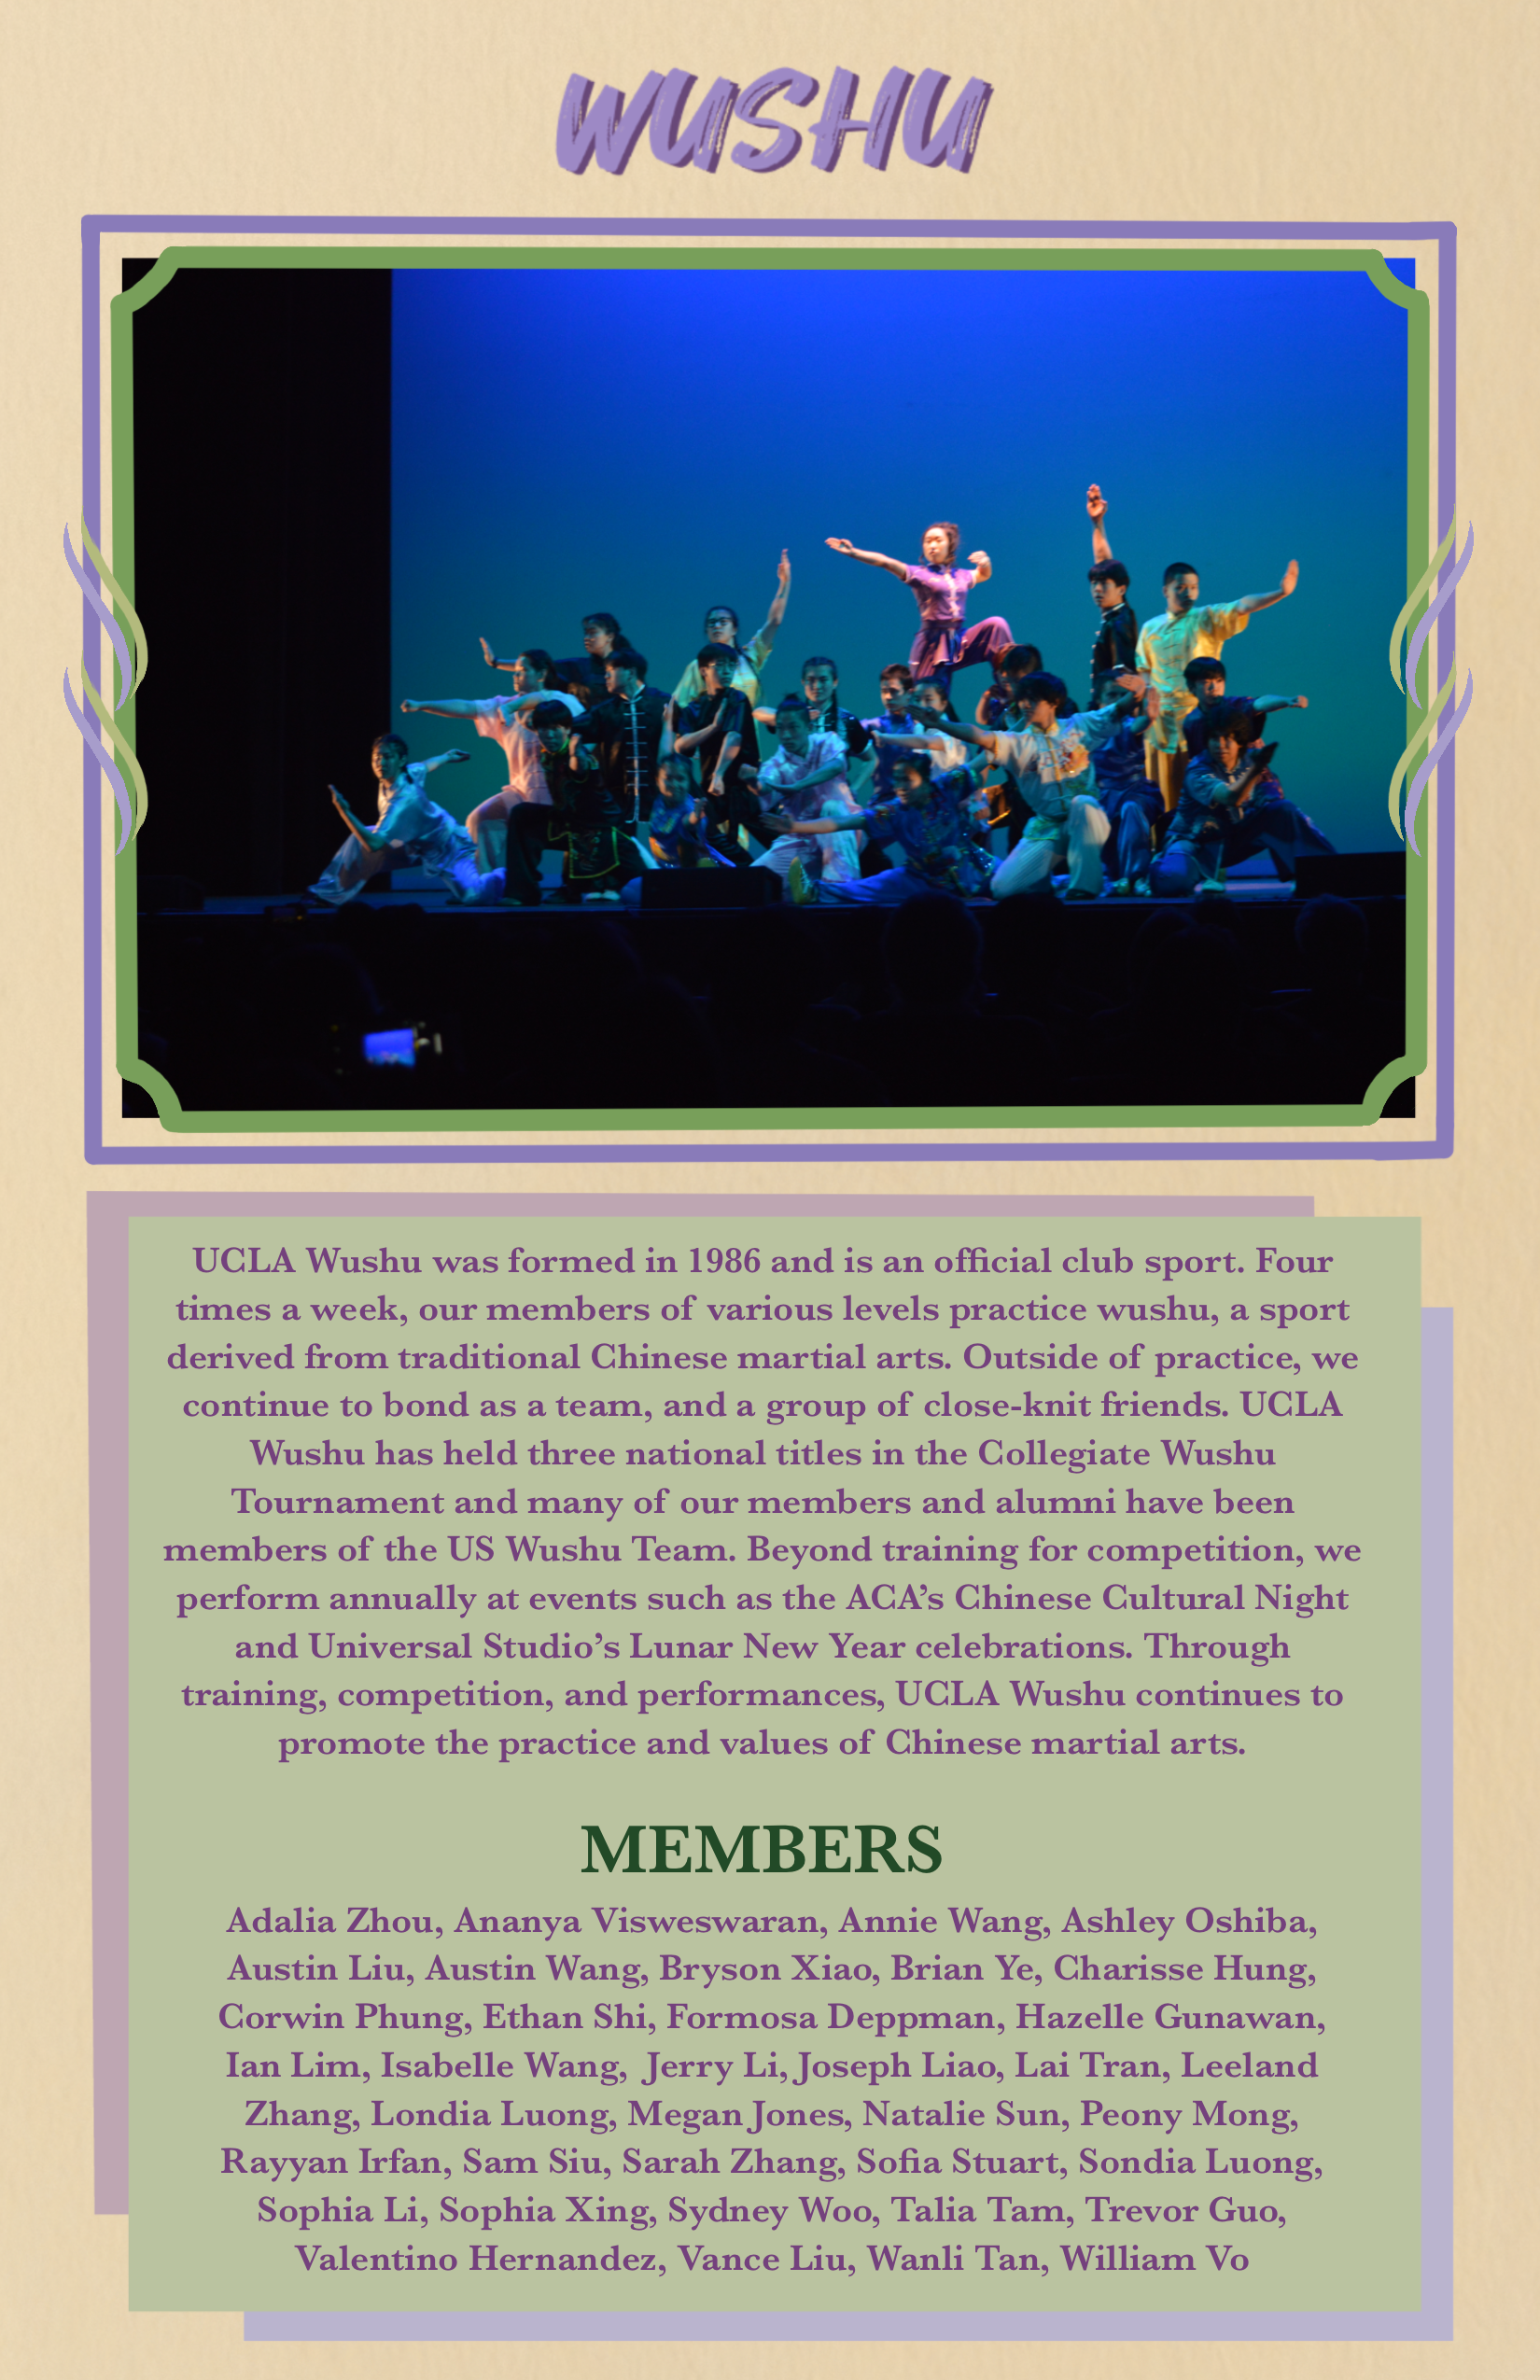 WUSHU
UCLA Wushu was formed in 1986 and is an official club sport. Four
times a week, our members of various levels practice wushu, a sport
derived from traditional Chinese martial arts. Outside of practice, we
continue to bond as a team, and a group of close-knit friends. UCLA
Wushu has held three national titles in the Collegiate Wushu
Tournament and many of our members and alumni have been
members of the US Wushu Team. Beyond training for competition, we
perform annually at events such as the ACA’s Chinese Cultural Night
and Universal Studio’s Lunar New Year celebrations. Through
training, competition, and performances, UCLA Wushu continues to
promote the practice and values of Chinese martial arts.
MEMBERS
Adalia Zhou, Ananya Visweswaran, Annie Wang, Ashley Oshiba,
Austin Liu, Austin Wang, Bryson Xiao, Brian Ye, Charisse Hung,
Corwin Phung, Ethan Shi, Formosa Deppman, Hazelle Gunawan,
Ian Lim, Isabelle Wang, Jerry Li, Joseph Liao, Lai Tran, Leeland
Zhang, Londia Luong, Megan Jones, Natalie Sun, Peony Mong,
Rayyan Irfan, Sam Siu, Sarah Zhang, Sofia Stuart, Sondia Luong,
Sophia Li, Sophia Xing, Sydney Woo, Talia Tam, Trevor Guo,
Valentino Hernandez, Vance Liu, Wanli Tan, William Vo